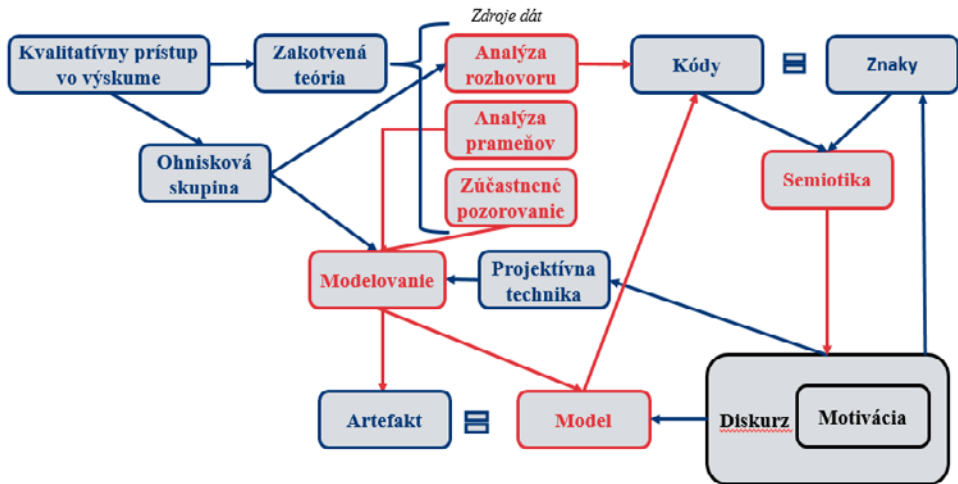 Zdroje dát
Kvalitatívny prístup
vo výskume
Zakotvená
teória
Analýza
rozhovoru
Kódy
=
Znaky
Analýza
prameňov
Ohnisková
skupina
Zúčastnené
pozorovanie
Semiotika
Modelovanie
Projektívna
technika
Artefakt
=
Model
Diskurz
Motivácia